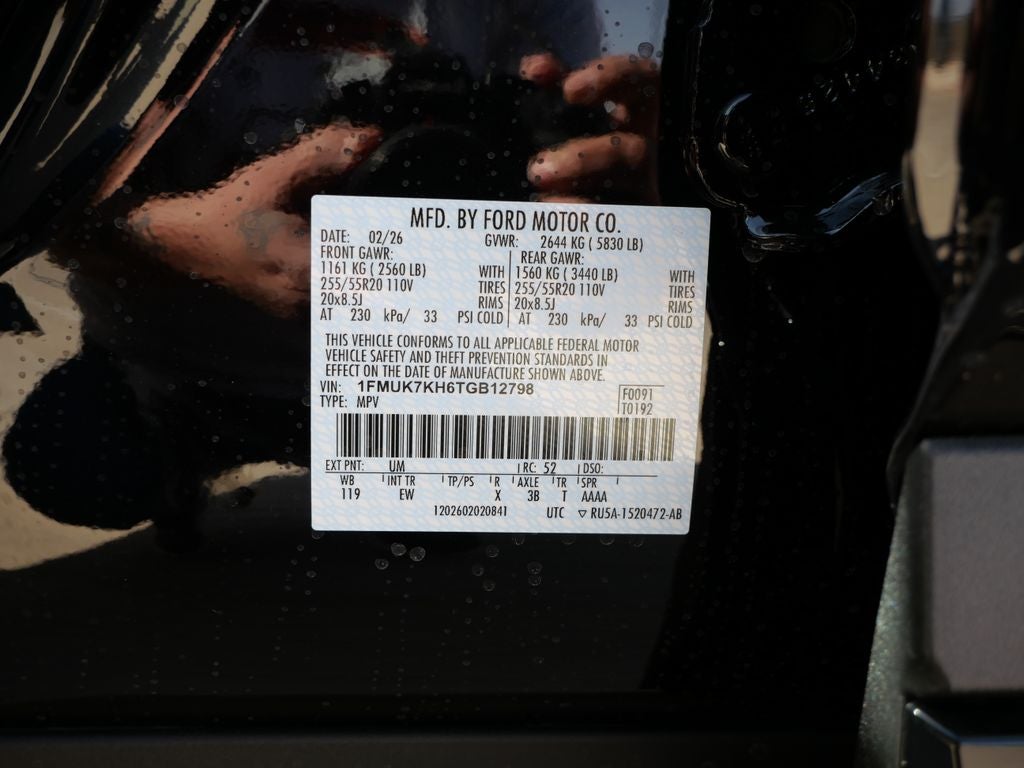 MFD. BY FORD MOTOR CO.
DATE: 02/26 GVWR: 2644 KG ( 5830 LB)
FRONT GAWR: REAR GAWR:
1161 KG ( 2560 LB) WITH 1560 KG ( 3440 LB) WITH
255/55R20 110V TIRES 255/55R20 110V TIRES
20x8.5J RIMS 20x8.5J RIMS
AT 230 kPa/ 33 PSI COLD AT 230 kPa/ 33 PSI COLD
THIS VEHICLE CONFORMS TO ALL APPLICABLE FEDERAL MOTOR
VEHICLE SAFETY AND THEFT PREVENTION STANDARDS IN
EFFECT ON THE DATE OF MANUFACTURE SHOWN ABOVE.
VIN: 1FMUK7KH6TGB12798 F0091
TYPE: MPV T0192
EXT PNT: UM RC: 52 DSO:
WB INT TR TP/PS R AXLE TR SPR
119 EW X 3B T AAAA
1202602020841 UTC ▽ RU5A-1520472-AB